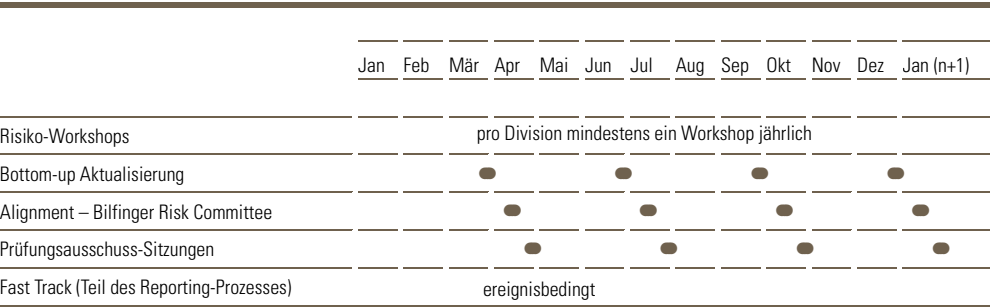 Jan Feb Mär Apr Mai Jun Jul Aug Sep Okt Nov Dez Jan (n+1)
Risiko-Workshops pro Division mindestens ein Workshop jährlich
Bottom-up Aktualisierung
Alignment – Bilfinger Risk Committee
Prüfungsausschuss-Sitzungen
Fast Track (Teil des Reporting-Prozesses) ereignisbedingt